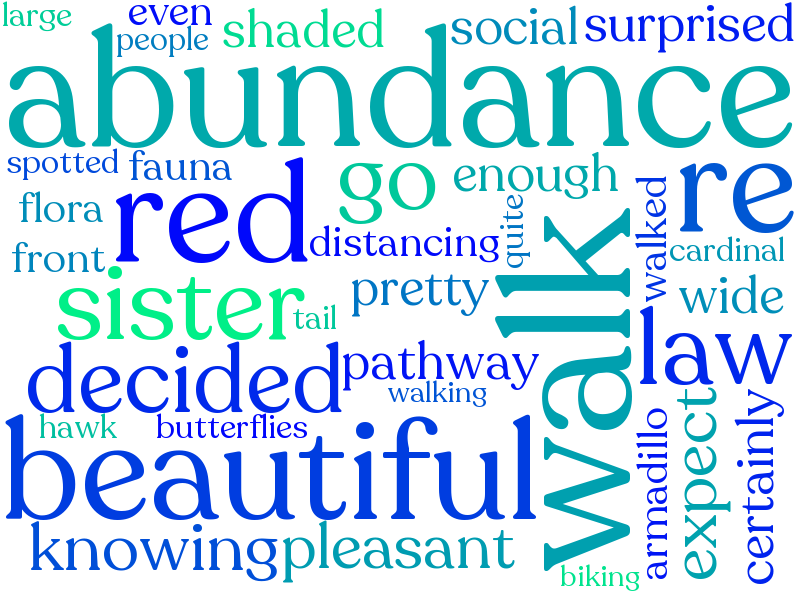 large
even
people
shaded
social
surprised
abundance
spotted
fauna
go
enough
re
flora
red
quite
walked
front
distancing
cardinal
sister
tail
pretty
walk
wide
decided
pathway
law
walking
hawk
butterflies
beautiful
armadillo
expect
certainly
knowing
pleasant
biking